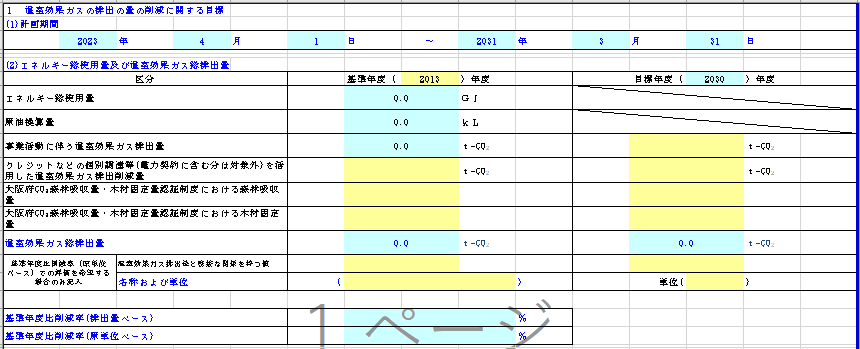 1 温室効果ガスの排出の量の削減に関する目標
(1)計画期間
2023 年 4 月 1 日 ～ 2031 年 3 月 31 日
(2)エネルギー総使用量及び温室効果ガス総排出量
区分 基準年度（ 2013 ）年度 目標年度（ 2030 ）年度
エネルギー総使用量 0.0 GJ
原油換算量 0.0 kL
事業活動に伴う温室効果ガス排出量 0.0 t-CO₂ t-CO₂
クレジットなどの個別調達等(電力契約に含む分は対象外)を活
用した温室効果ガス排出削減量 t-CO₂ t-CO₂
大阪府CO₂森林吸収量・木材固定量認証制度における森林吸収
量
大阪府CO₂森林吸収量・木材固定量認証制度における木材固定
量
温室効果ガス総排出量 0.0 t-CO₂ 0.0 t-CO₂
基準年度比削減率（原単位
ベース）での評価を希望する
場合のみ記入
温室効果ガス排出量と密接な関係を持つ値
名称および単位 ( ) 単位( )
基準年度比削減率(排出量ベース) %
基準年度比削減率(原単位ベース) %
1 ページ